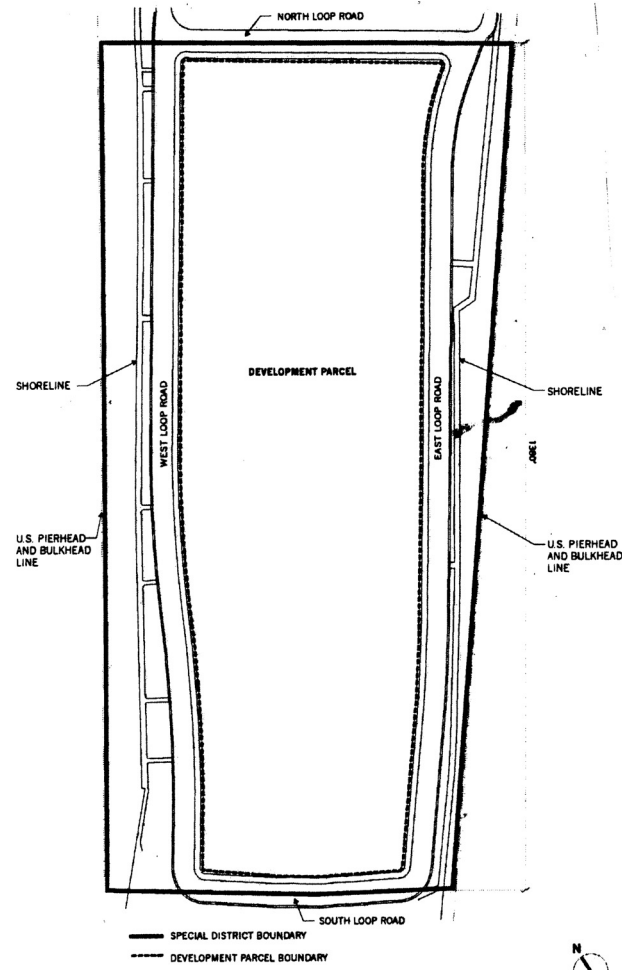 NORTH LOOP ROAD
DEVELOPMENT PARCEL
SHORELINE
WEST LOOP ROAD
EAST LOOP ROAD
SHORELINE
1380'
U.S. PIERHEAD
AND BULKHEAD
LINE
U.S. PIERHEAD
AND BULKHEAD
LINE
SOUTH LOOP ROAD
SPECIAL DISTRICT BOUNDARY
DEVELOPMENT PARCEL BOUNDARY
N